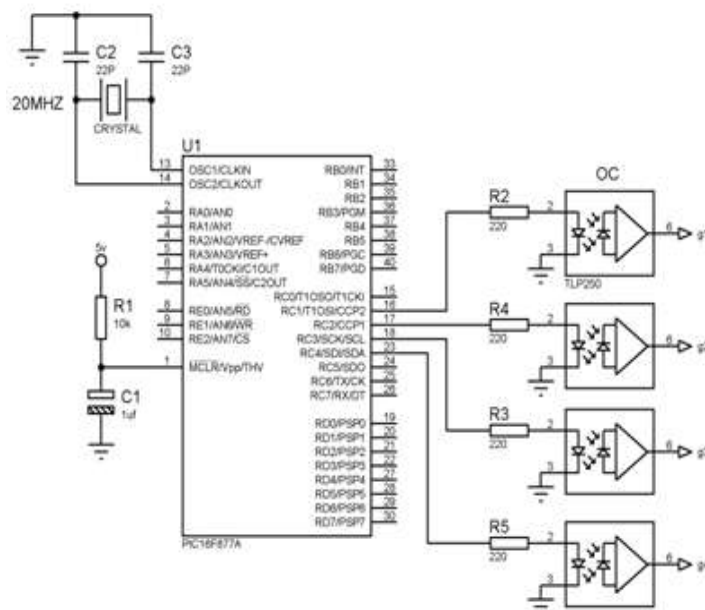 C2
22P
C3
22P
20MHZ
CRYSTAL
U1
13 OSC1/CLKIN
14 OSC2/CLKOUT
2 RA0/AN0
3 RA1/AN1
4 RA2/AN2/VREF-/CVREF
5 RA3/AN3/VREF+
6 RA4/T0CKI/C1OUT
7 RA5/AN4/SS/C2OUT
8 RE0/AN5/RD
9 RE1/AN6/WR
10 RE2/AN7/CS
1 MCLR/Vpp/THV
RB0/INT 33
RB1 34
RB2 35
RB3/PGM 36
RB4 37
RB5 38
RB6/PGC 39
RB7/PGD 40
RC0/T1OSO/T1CKI 15
RC1/T1OSI/CCP2 16
RC2/CCP1 17
RC3/SCK/SCL 18
RC4/SDI/SDA 23
RC5/SDO 24
RC6/TX/CK 25
RC7/RX/DT 26
RD0/PSP0 19
RD1/PSP1 20
RD2/PSP2 21
RD3/PSP3 22
RD4/PSP4 27
RD5/PSP5 28
RD6/PSP6 29
RD7/PSP7 30
PIC16F877A
5v
R1
10k
C1
1uf
OC
R2
220
2
3
6
TLP250
R4
220
2
3
6
R3
220
2
3
6
R5
220
2
3
6